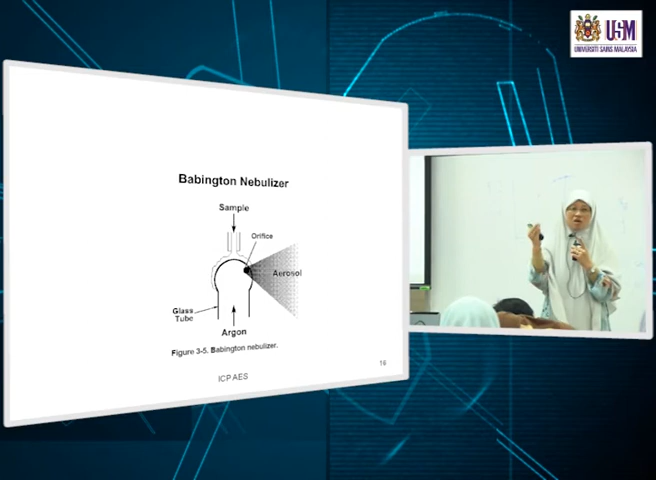 USM
UNIVERSITI SAINS MALAYSIA
Babington Nebulizer
Sample
Orifice
Aerosol
Glass
Tube
Argon
Figure 3-5. Babington nebulizer.
16
ICP AES